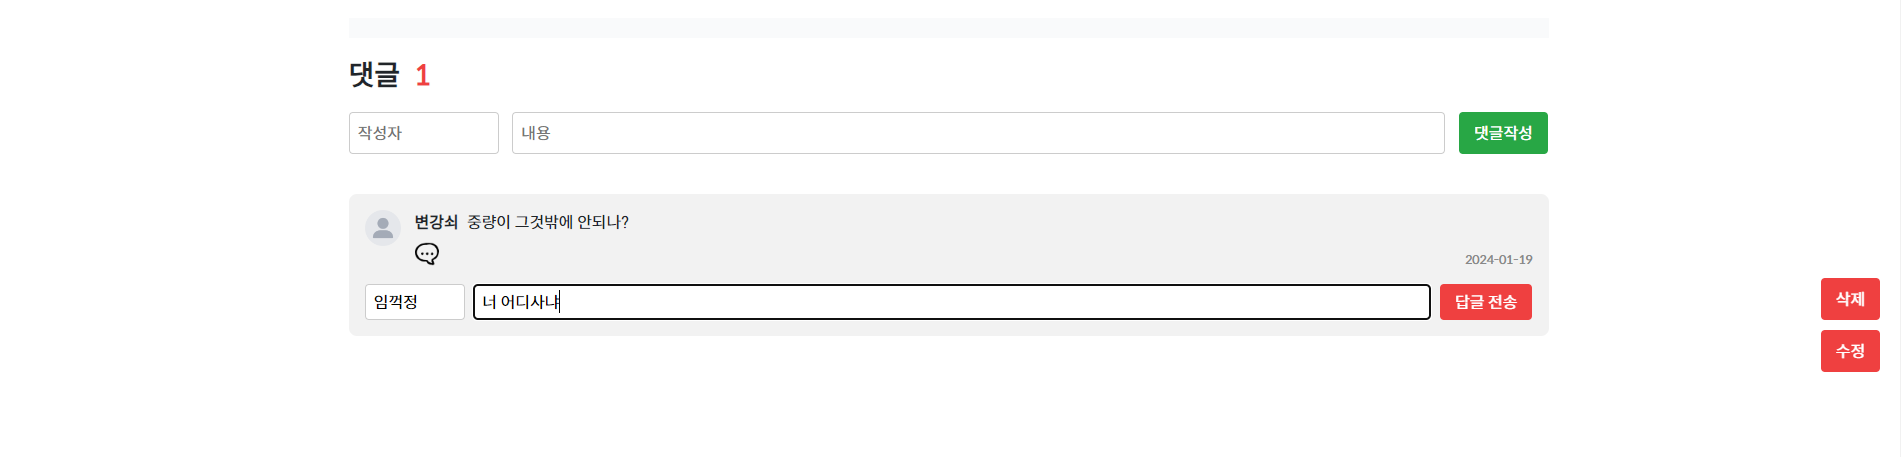 댓글 1
작성자 내용 댓글작성
변강쇠 중량이 그것밖에 안되나?
2024-01-19
임꺽정 너 어디사냐 답글 전송
삭제
수정